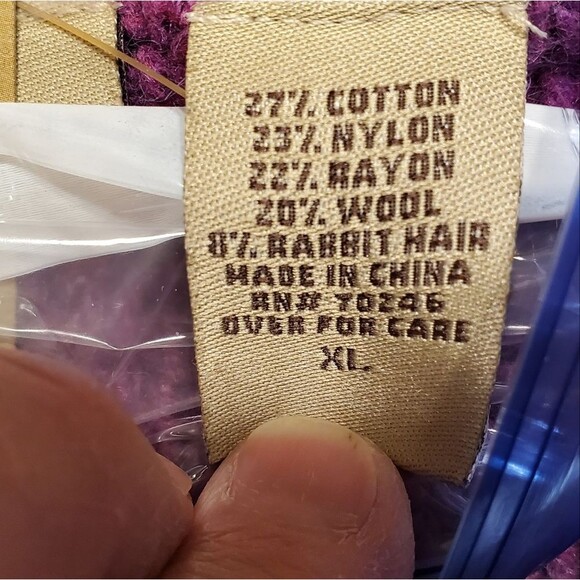 27% COTTON
23% NYLON
22% RAYON
20% WOOL
8% RABBIT HAIR
MADE IN CHINA
RN# 70246
OVER FOR CARE
XL